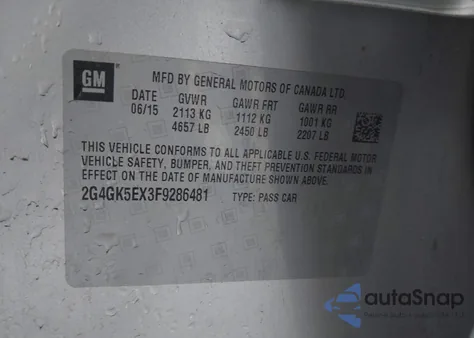 GM
MFD BY GENERAL MOTORS OF CANADA LTD.
DATE GVWR GAWR FRT GAWR RR
06/15 2113 KG 1112 KG 1001 KG
4657 LB 2450 LB 2207 LB
THIS VEHICLE CONFORMS TO ALL APPLICABLE U.S. FEDERAL MOTOR
VEHICLE SAFETY, BUMPER, AND THEFT PREVENTION STANDARDS IN
EFFECT ON THE DATE OF MANUFACTURE SHOWN ABOVE.
2G4GK5EX3F9286481 TYPE: PASS CAR
autaSnap